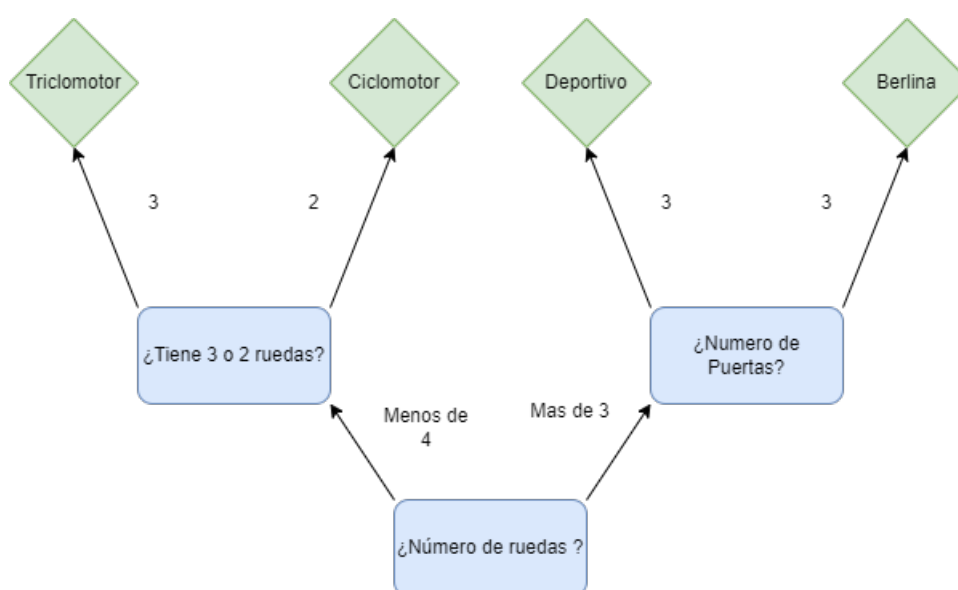 Triclomotor
Ciclomotor
Deportivo
Berlina
3
2
3
3
¿Tiene 3 o 2 ruedas?
¿Numero de
Puertas?
Menos de
4
Mas de 3
¿Número de ruedas ?